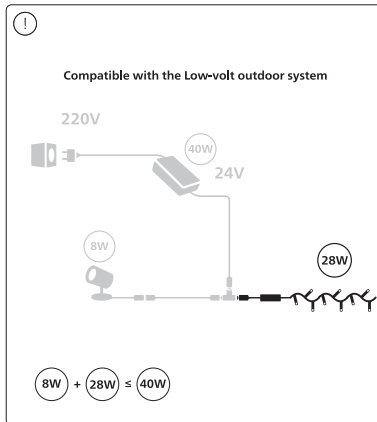 !
Compatible with the Low-volt outdoor system
220V
40W
24V
8W
28W
8W + 28W ≤ 40W